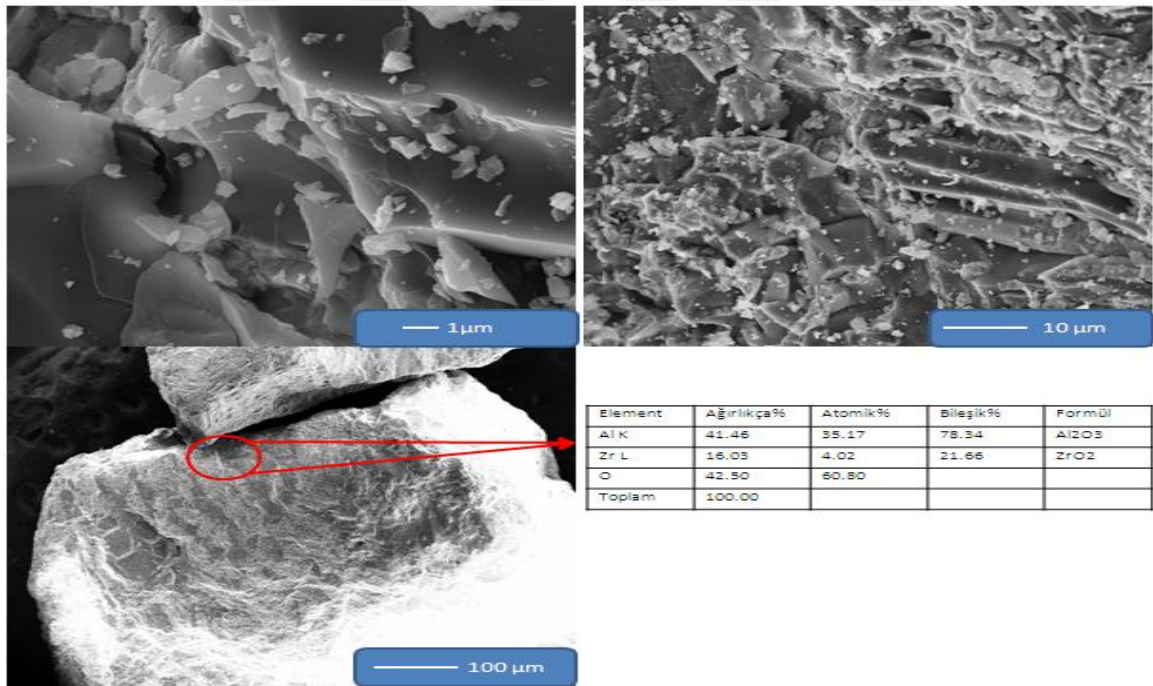 1µm
10 µm
100 µm
Element Ağırlıkça% Atomik% Bileşik% Formül
Al K 41.46 35.17 78.34 Al2O3
Zr L 16.03 4.02 21.66 ZrO2
O 42.50 60.80
Toplam 100.00